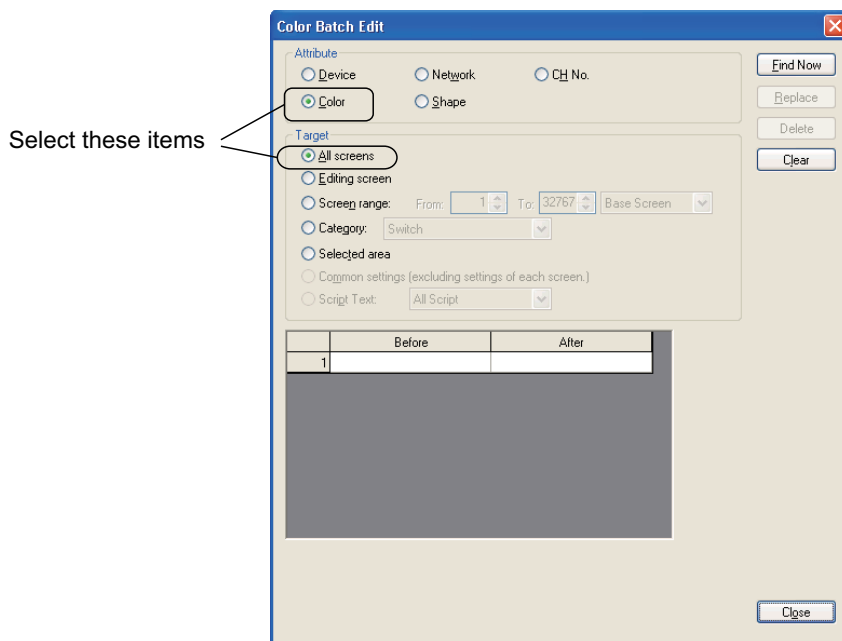 Color Batch Edit
Attribute
Device Network CH No.
Color Shape
Find Now
Replace
Delete
Clear
Select these items
Target
All screens
Editing screen
Screen range: From: 1 To: 32767 Base Screen
Category: Switch
Selected area
Common settings (excluding settings of each screen.)
Script Text: All Script
Before After
1
Close